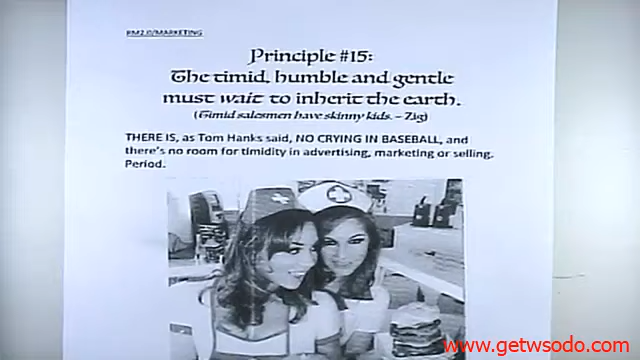 RM2.0/MARKETING
Principle #15:
The timid, humble and gentle
must wait to inherit the earth.
(Timid salesmen have skinny kids. – Zig)
THERE IS, as Tom Hanks said, NO CRYING IN BASEBALL, and
there's no room for timidity in advertising, marketing or selling.
Period.
www.getwsodo.com